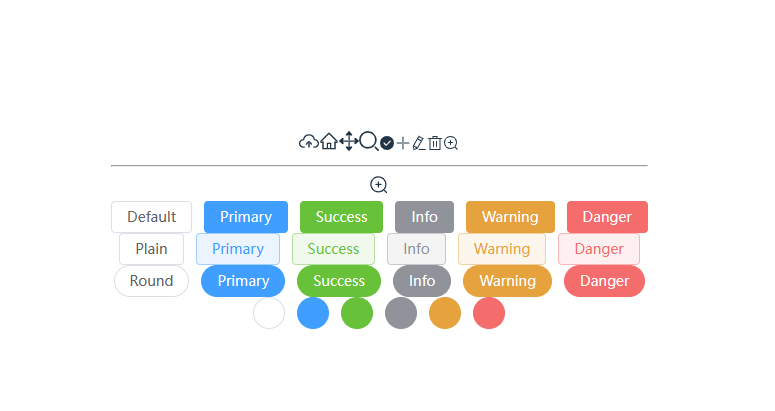 Default Primary Success Info Warning Danger
Plain Primary Success Info Warning Danger
Round Primary Success Info Warning Danger